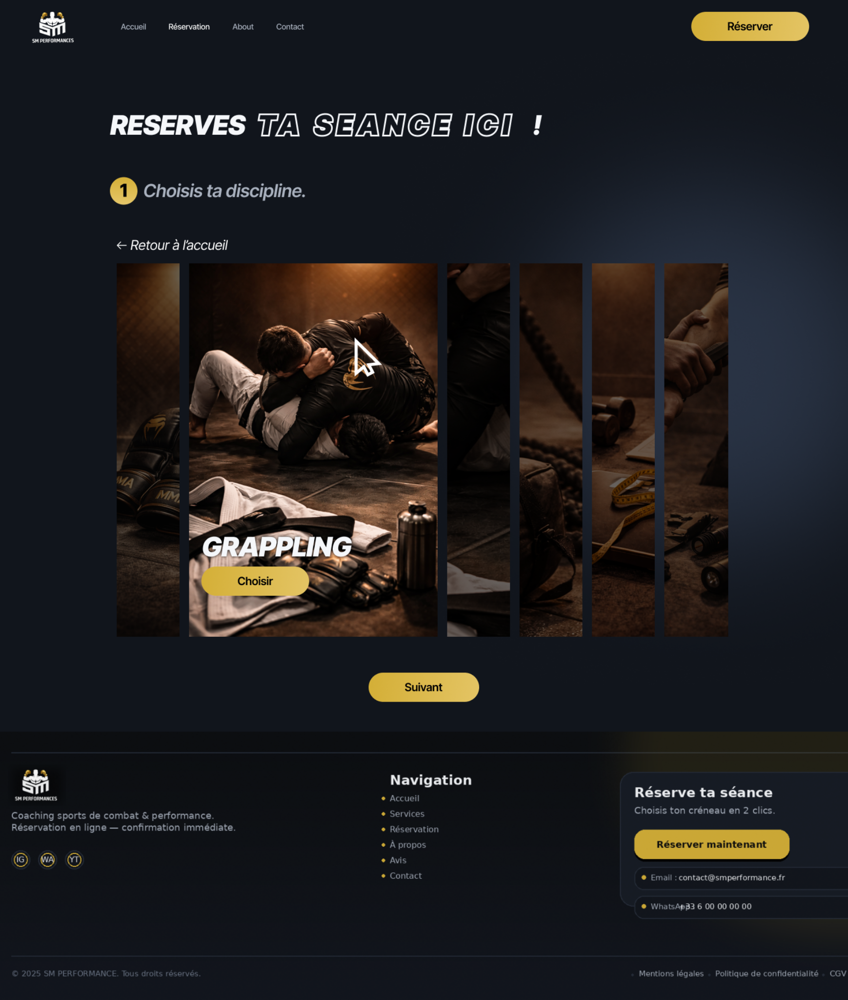 SM PERFORMANCES
Accueil
Réservation
About
Contact
Réserver
RESERVES TA SEANCE ICI !
1 Choisis ta discipline.
← Retour à l'accueil
MMA
MMA
GRAPPLING
Choisir
Suivant
SM PERFORMANCES
Coaching sports de combat & performance.
Réservation en ligne — confirmation immédiate.
IG
WA
YT
Navigation
Accueil
Services
Réservation
À propos
Avis
Contact
Réserve ta séance
Choisis ton créneau en 2 clics.
Réserver maintenant
Email : contact@smperformance.fr
WhatsApp : +33 6 00 00 00 00
© 2025 SM PERFORMANCE. Tous droits réservés.
Mentions légales
Politique de confidentialité
CGV